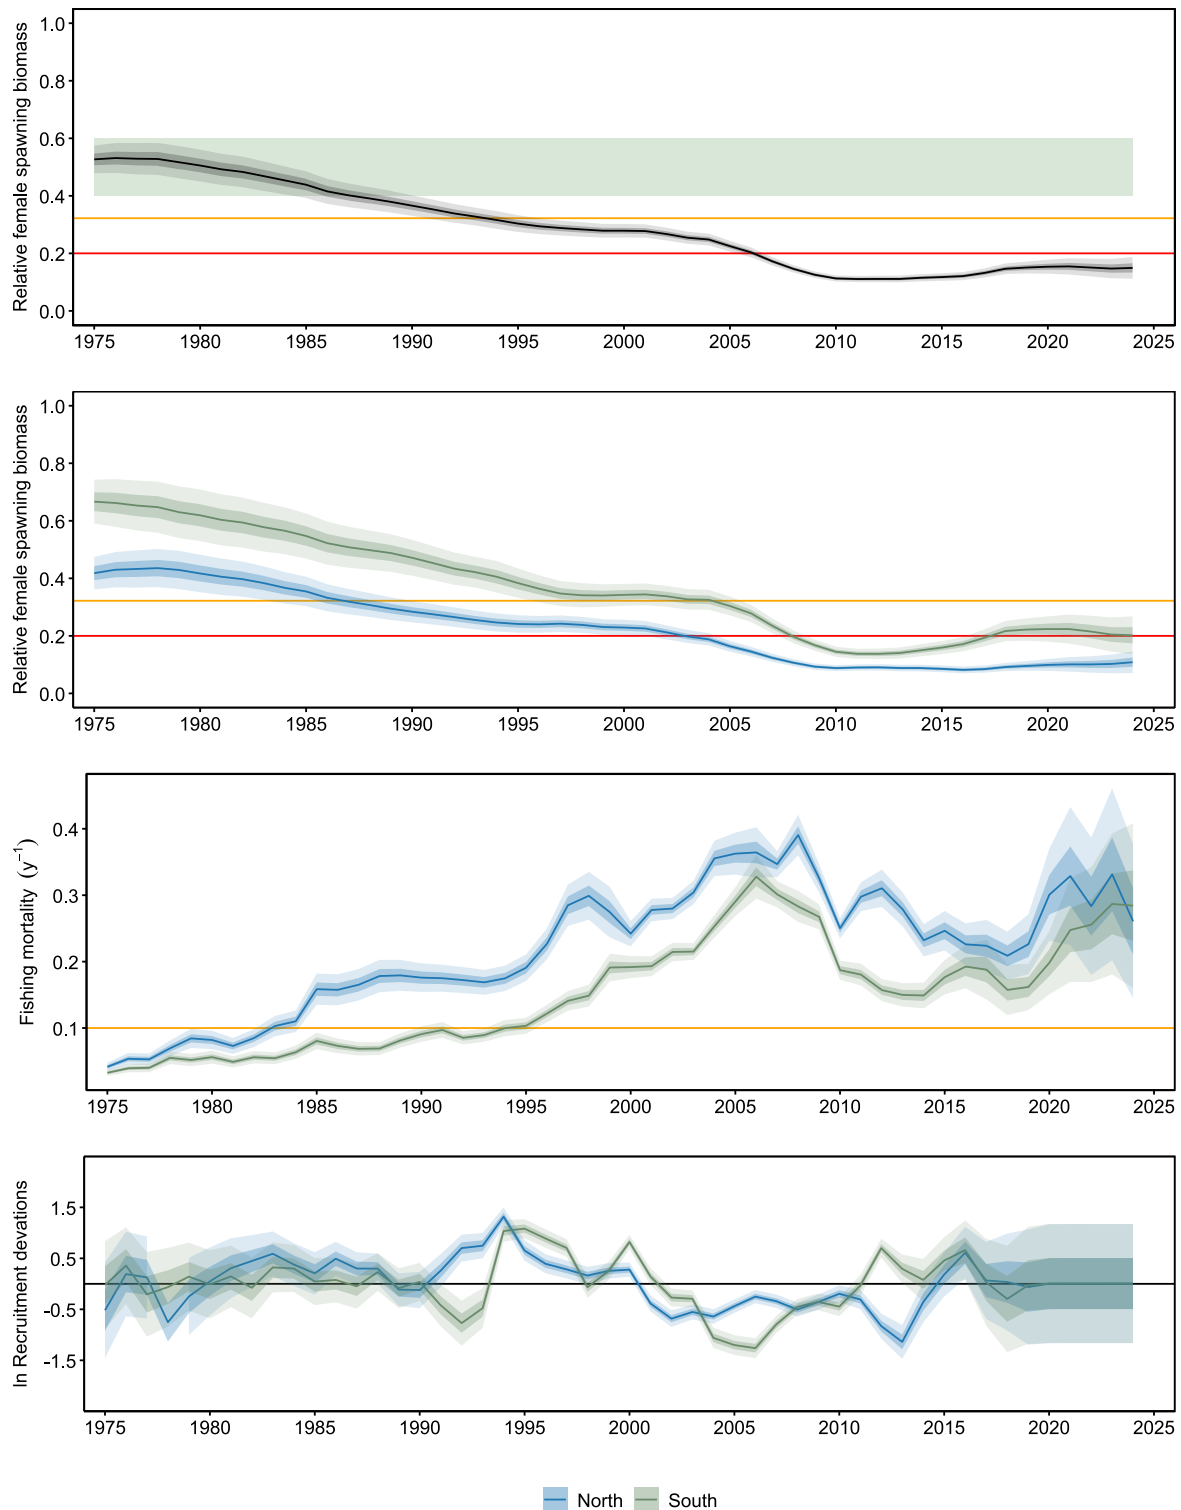 Relative female spawning biomass
1.0
0.8
0.6
0.4
0.2
0.0
1975 1980 1985 1990 1995 2000 2005 2010 2015 2020 2025
Relative female spawning biomass
1.0
0.8
0.6
0.4
0.2
0.0
1975 1980 1985 1990 1995 2000 2005 2010 2015 2020 2025
Fishing mortality (y⁻¹)
0.4
0.3
0.2
0.1
1975 1980 1985 1990 1995 2000 2005 2010 2015 2020 2025
ln Recruitment devations
1.5
0.5
-0.5
-1.5
1975 1980 1985 1990 1995 2000 2005 2010 2015 2020 2025
North South